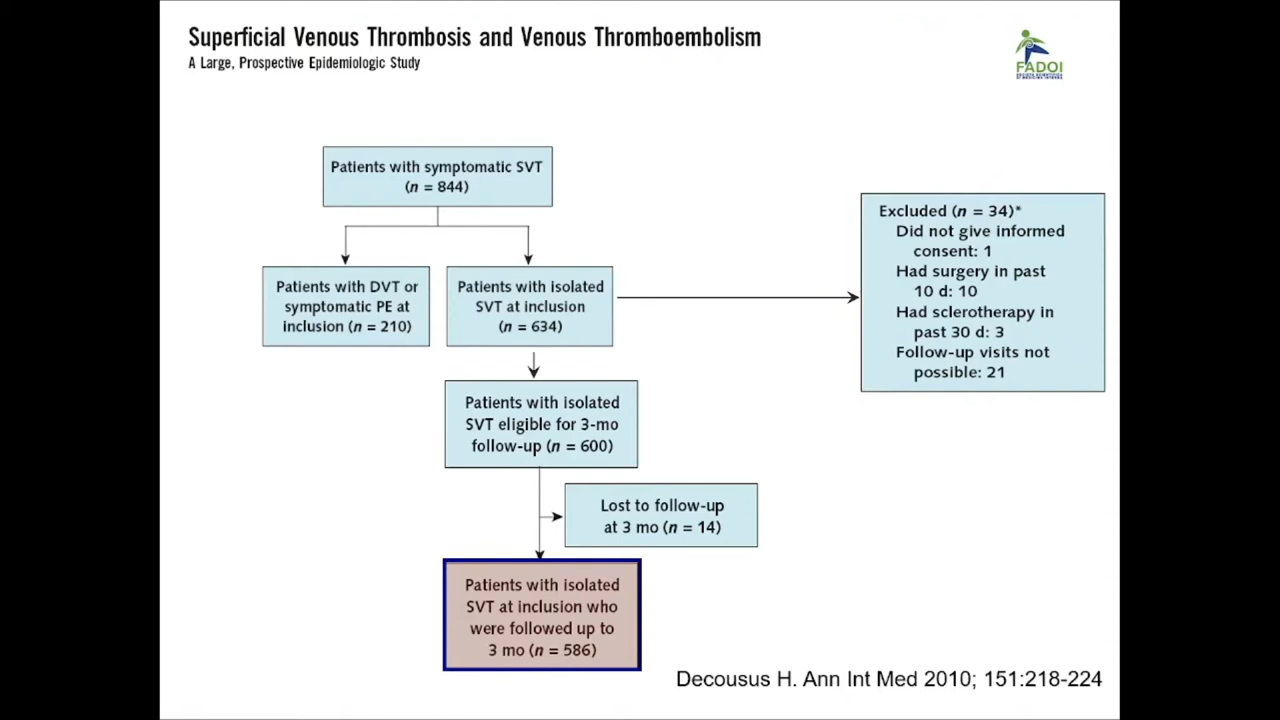 Superficial Venous Thrombosis and Venous Thromboembolism
A Large, Prospective Epidemiologic Study
FADOI
Patients with symptomatic SVT
(n = 844)
Patients with DVT or
symptomatic PE at
inclusion (n = 210)
Patients with isolated
SVT at inclusion
(n = 634)
Excluded (n = 34)*
Did not give informed
consent: 1
Had surgery in past
10 d: 10
Had sclerotherapy in
past 30 d: 3
Follow-up visits not
possible: 21
Patients with isolated
SVT eligible for 3-mo
follow-up (n = 600)
Lost to follow-up
at 3 mo (n = 14)
Patients with isolated
SVT at inclusion who
were followed up to
3 mo (n = 586)
Decousus H. Ann Int Med 2010; 151:218-224